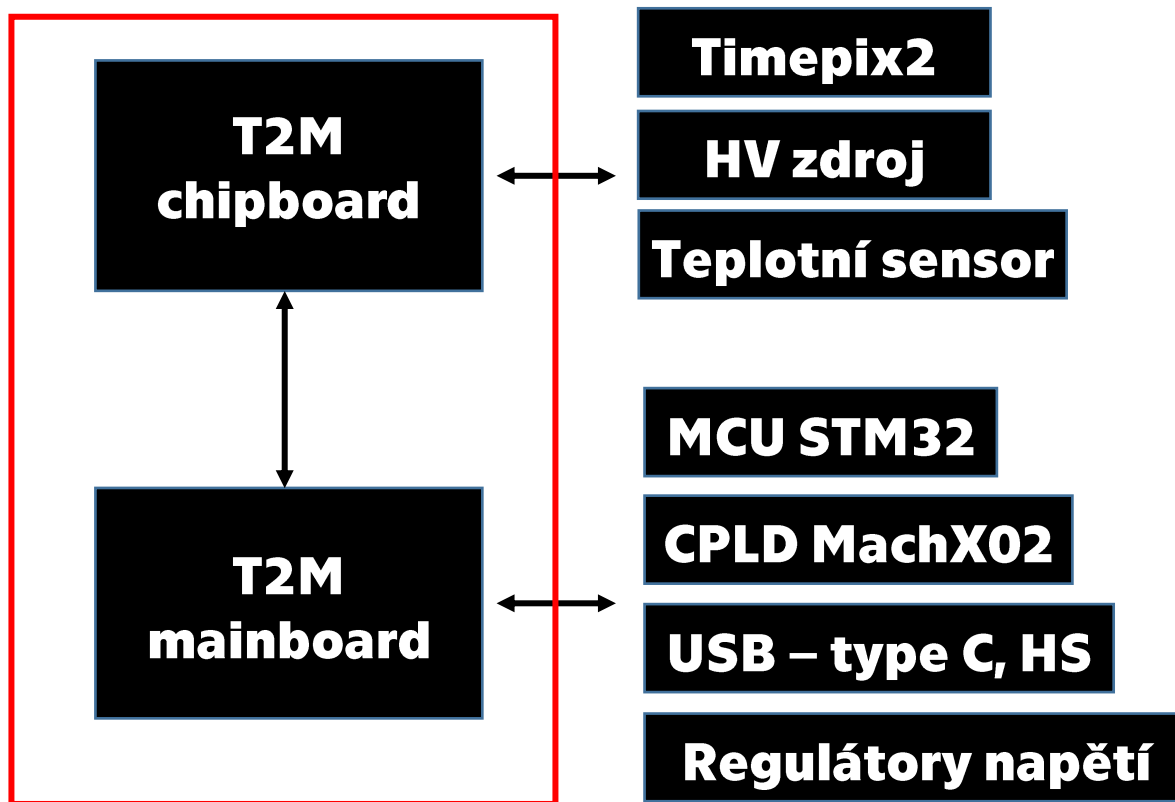 T2M
chipboard
Timepix2
HV zdroj
Teplotní sensor
T2M
mainboard
MCU STM32
CPLD MachX02
USB – type C, HS
Regulátory napětí